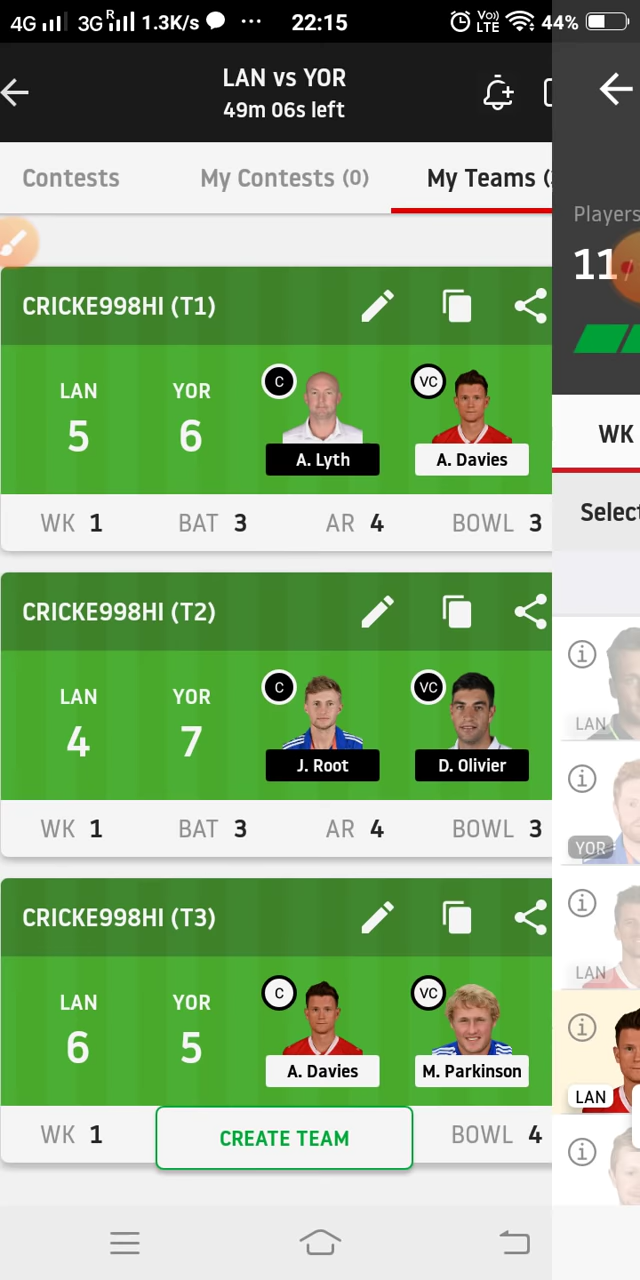 4G 3G R 1.3K/s ... 22:15 Vo) LTE 44%
LAN vs YOR
49m 06s left
Contests My Contests (0) My Teams (
Players
11
CRICKE998HI (T1)
LAN YOR C VC
5 6
A. Lyth A. Davies
WK 1 BAT 3 AR 4 BOWL 3
WK
Select
CRICKE998HI (T2)
LAN YOR C VC
4 7
J. Root D. Olivier
WK 1 BAT 3 AR 4 BOWL 3
LAN
YOR
CRICKE998HI (T3)
LAN YOR C VC
6 5
A. Davies M. Parkinson
WK 1 BOWL 4
CREATE TEAM
LAN
LAN